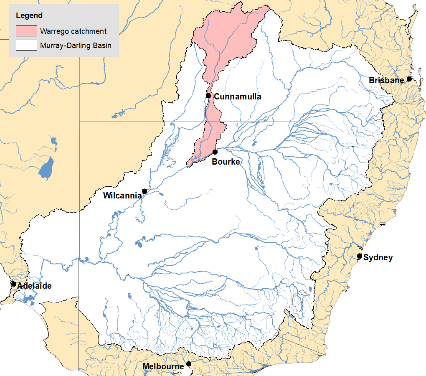 Legend
Warrego catchment
Murray-Darling Basin
Brisbane
Cunnamulla
Bourke
Wilcannia
Sydney
Adelaide
Melbourne